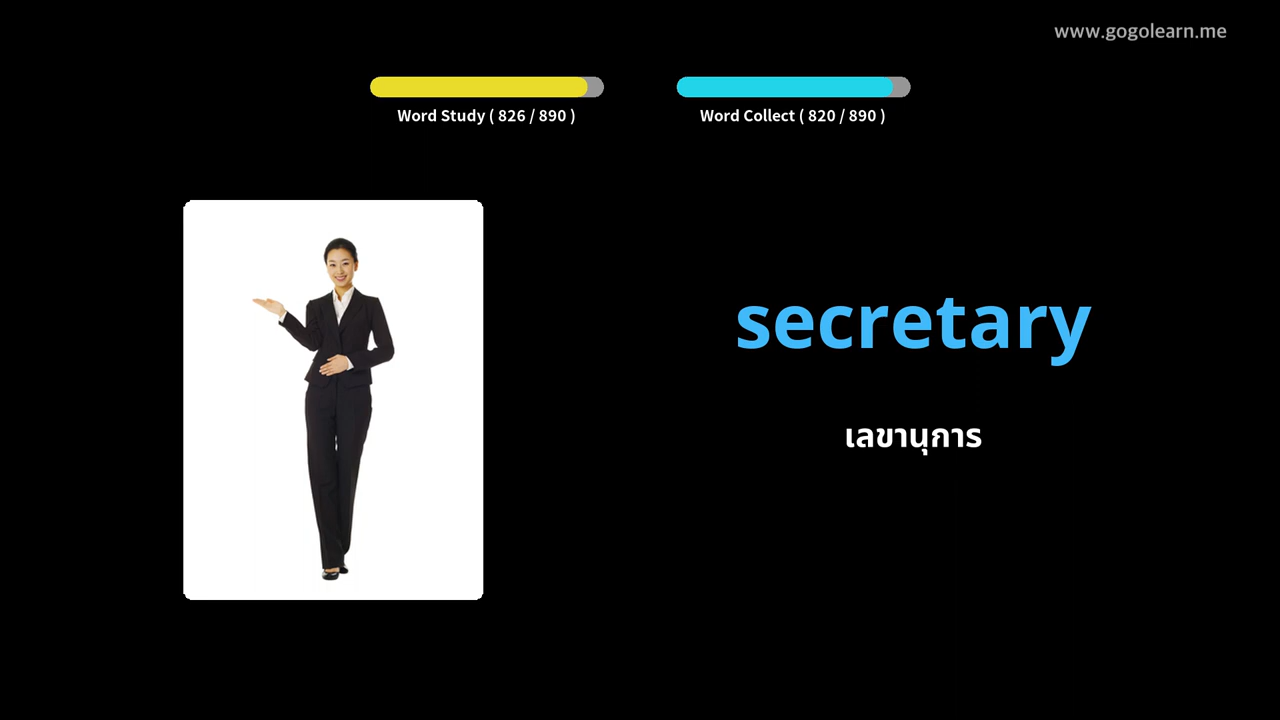 www.gogolearn.me
Word Study ( 826 / 890 )
Word Collect ( 820 / 890 )
secretary
เลขานุการ